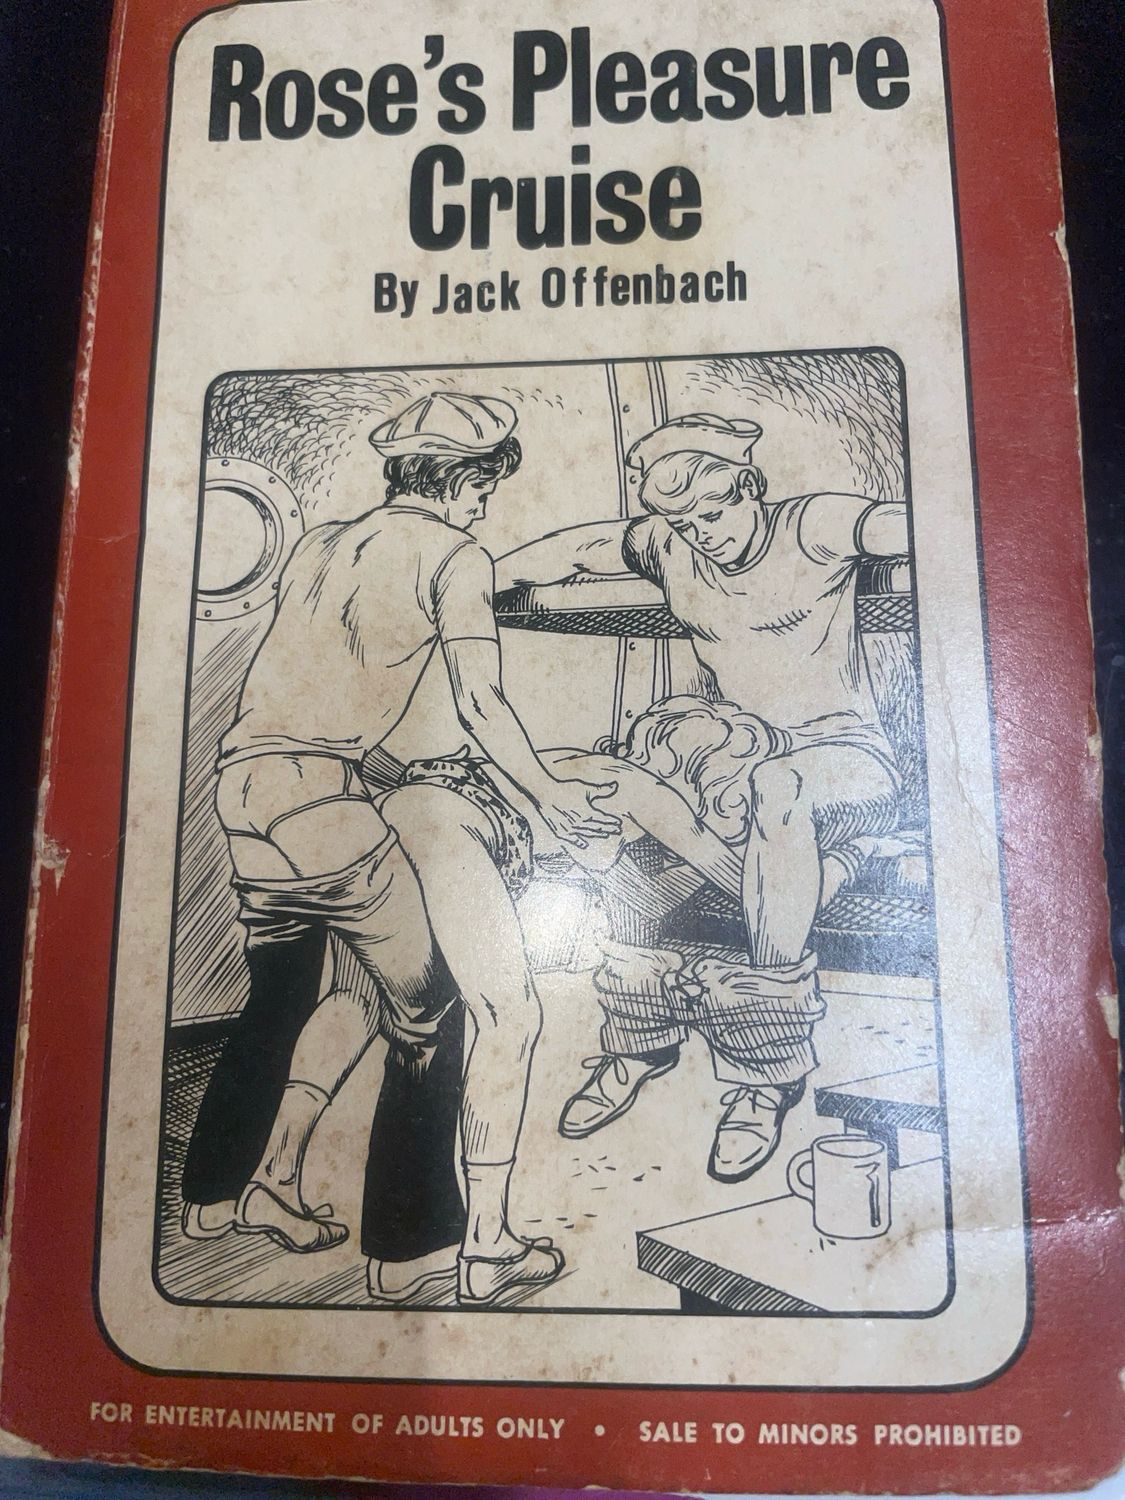 Rose's Pleasure
Cruise
By Jack Offenbach
FOR ENTERTAINMENT OF ADULTS ONLY • SALE TO MINORS PROHIBITED